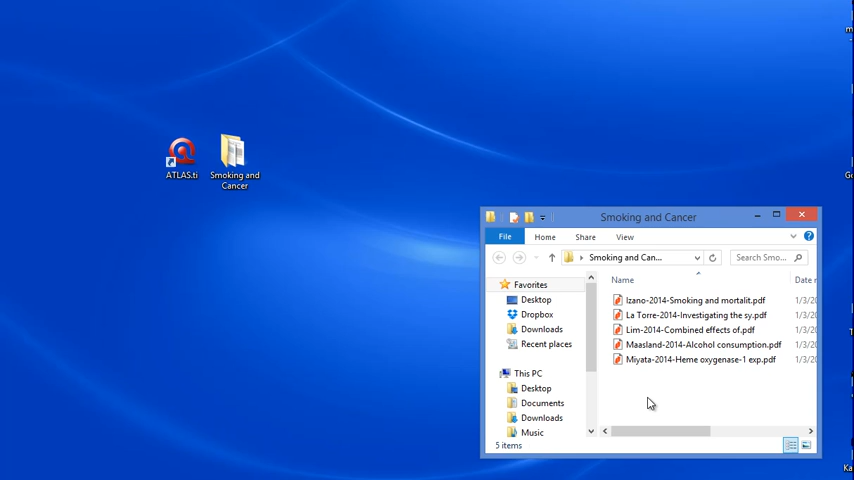 ATLAS.ti
Smoking and
Cancer
Smoking and Cancer
File Home Share View
Smoking and Can...
Search Smo...
Favorites
Desktop
Dropbox
Downloads
Recent places
This PC
Desktop
Documents
Downloads
Music
Name Date r
Izano-2014-Smoking and mortalit.pdf 1/3/20
La Torre-2014-Investigating the sy.pdf 1/3/20
Lim-2014-Combined effects of.pdf 1/3/20
Maasland-2014-Alcohol consumption.pdf 1/3/20
Miyata-2014-Heme oxygenase-1 exp.pdf 1/3/20
5 items
m
Go
T
Ka